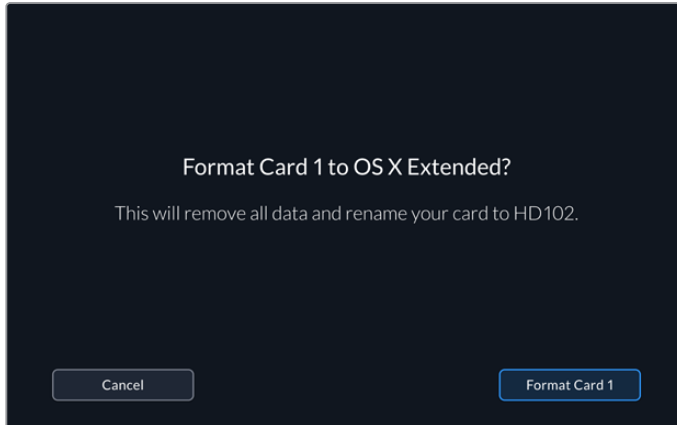 Format Card 1 to OS X Extended?
This will remove all data and rename your card to HD102.
Cancel
Format Card 1